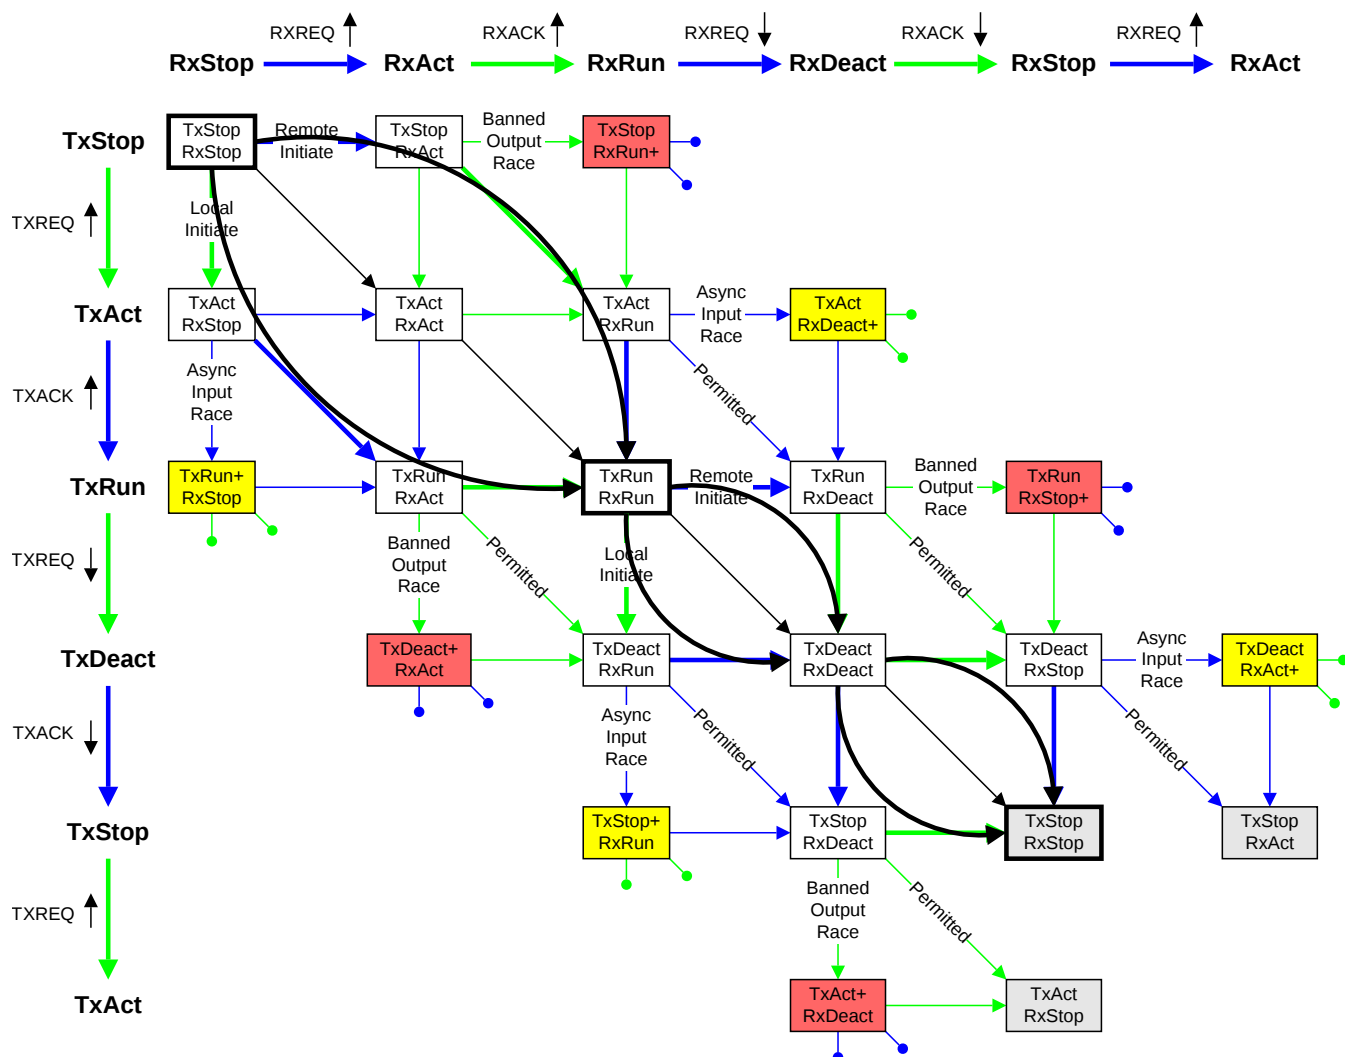 RXREQ
RXACK
RXREQ
RXACK
RXREQ
RxStop
RxAct
RxRun
RxDeact
RxStop
RxAct
TxStop
TxStop
RxStop
Remote
Initiate
TxStop
RxAct
Banned
Output
Race
TxStop
RxRun+
TXREQ
Local
Initiate
TxAct
TxAct
RxStop
TxAct
RxAct
TxAct
RxRun
Async
Input
Race
TxAct
RxDeact+
TXACK
Async
Input
Race
Permitted
TxRun
TxRun+
RxStop
TxRun
RxAct
TxRun
RxRun
Remote
Initiate
TxRun
RxDeact
Banned
Output
Race
TxRun
RxStop+
TXREQ
Banned
Output
Race
Permitted
Local
Initiate
Permitted
TxDeact
TxDeact+
RxAct
TxDeact
RxRun
TxDeact
RxDeact
TxDeact
RxStop
Async
Input
Race
TxDeact
RxAct+
TXACK
Async
Input
Race
Permitted
Permitted
TxStop
TxStop+
RxRun
TxStop
RxDeact
TxStop
RxStop
TxStop
RxAct
TXREQ
Banned
Output
Race
Permitted
TxAct
TxAct+
RxDeact
TxAct
RxStop